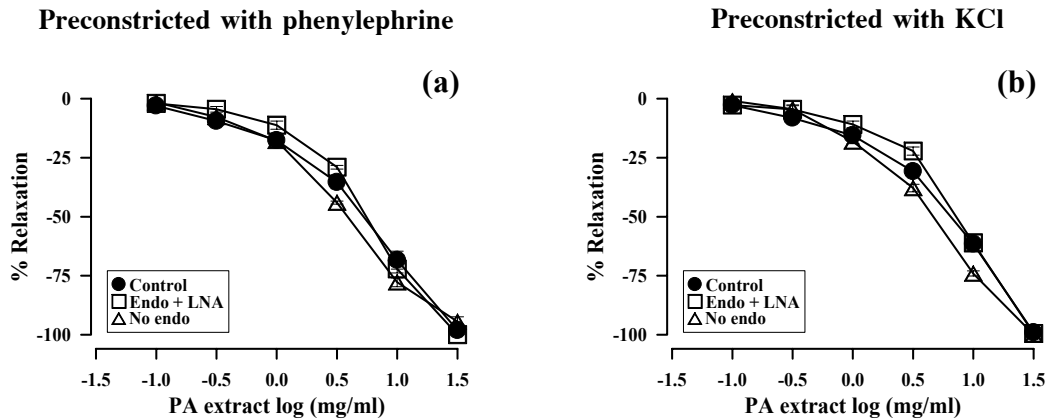 Preconstricted with phenylephrine
(a)
0
-25
-50
-75
-100
% Relaxation
Control
Endo + LNA
No endo
-1.5 -1.0 -0.5 0.0 0.5 1.0 1.5
PA extract log (mg/ml)
Preconstricted with KCl
(b)
0
-25
-50
-75
-100
% Relaxation
Control
Endo + LNA
No endo
-1.5 -1.0 -0.5 0.0 0.5 1.0 1.5
PA extract log (mg/ml)